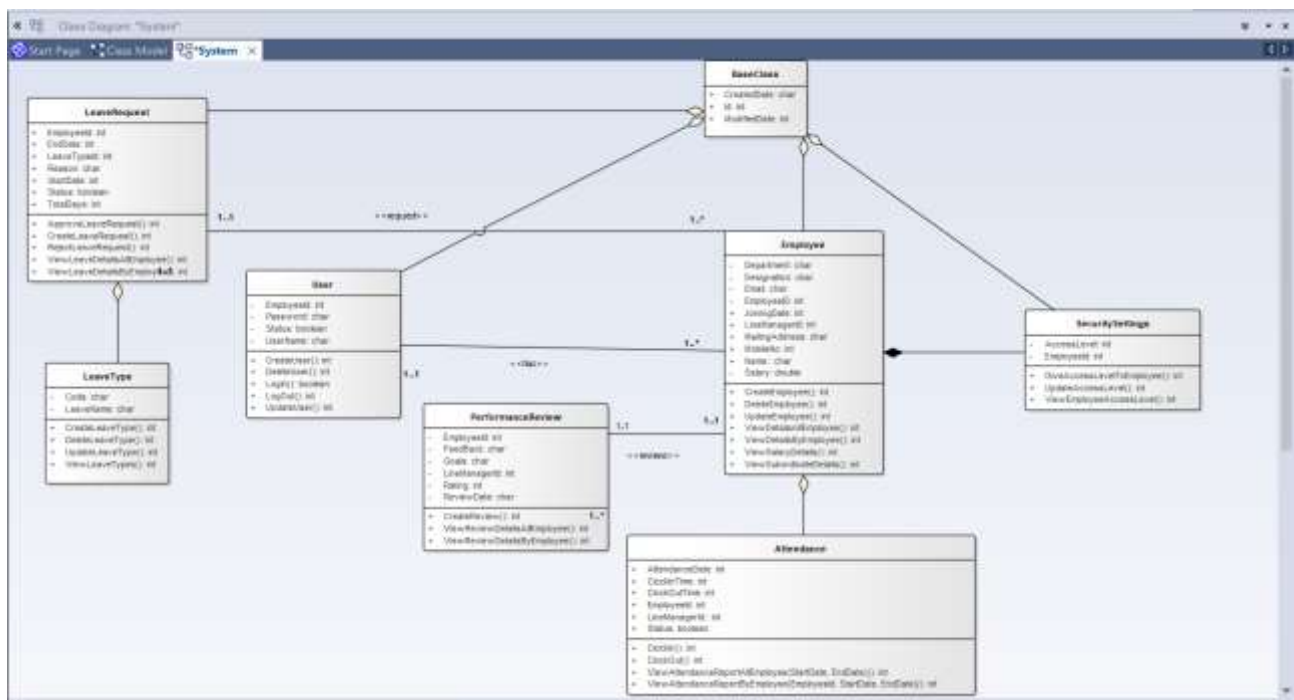 Class Diagram: "System"
Start Page
Class Model
*System
BaseClass
CreatedDate: char
Id: int
ModifiedDate: int
LeaveRequest
EmployeeId: int
EndDate: int
LeaveTypeId: int
Reason: char
StartDate: int
Status: boolean
TotalDays: int
+ ApproveLeaveRequest(): int
+ CreateLeaveRequest(): int
+ RejectLeaveRequest(): int
+ ViewLeaveDetailsAllEmployee(): int
+ ViewLeaveDetailsByEmploy int
1..1
<<request>>
1..*
User
- EmployeeId: int
- Password: char
- Status: boolean
- UserName: char
+ CreateUser(): int
+ DeleteUser(): int
+ LogIn(): boolean
+ LogOut(): int
+ UpdateUser(): int
1..1
1..*
Employee
- Department: char
- Designation: char
- Email: char
- EmployeeID: int
JoiningDate: int
LineManagerId: int
MailingAddress: char
MobileNo: int
Name: char
- Salary: double
+ CreateEmployee(): int
+ DeleteEmployee(): int
+ UpdateEmployee(): int
+ ViewDetailsAllEmployee(): int
+ ViewDetailsByEmployee(): int
+ ViewSalaryDetails(): int
+ ViewSubordinateDetails(): int
SecuritySettings
- AccessLevel: int
- EmployeeId: int
+ GiveAccessLevelToEmployee(): int
+ UpdateAccessLevel(): int
+ ViewEmployeeAccessLevel(): int
LeaveType
- Code: char
- LeaveName: char
+ CreateLeaveType(): int
+ DeleteLeaveType(): int
+ UpdateLeaveType(): int
+ ViewLeaveTypes(): int
PerformanceReview
- EmployeeId: int
- FeedBack: char
- Goals: char
- LineManagerId: int
- Rating: int
- ReviewDate: char
+ CreateReview(): int
+ ViewReviewDetailsAllEmployee(): int
+ ViewReviewDetailsByEmployee(): int
1..1
1..1
<<reviews>>
1..*
Attendance
AttendanceDate: int
ClockInTime: int
ClockOutTime: int
EmployeeId: int
LineManagerId: int
Status: boolean
+ ClockIn(): int
+ ClockOut(): int
+ ViewAttendanceReportAllEmployee(StartDate, EndDate)(): int
+ ViewAttendanceReportByEmployee(EmployeeId, StartDate, EndDate)(): int